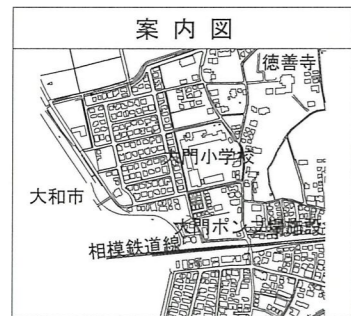 案内図
徳善寺
大門小学校
大和市
大門ポンプ場施設
相模鉄道線